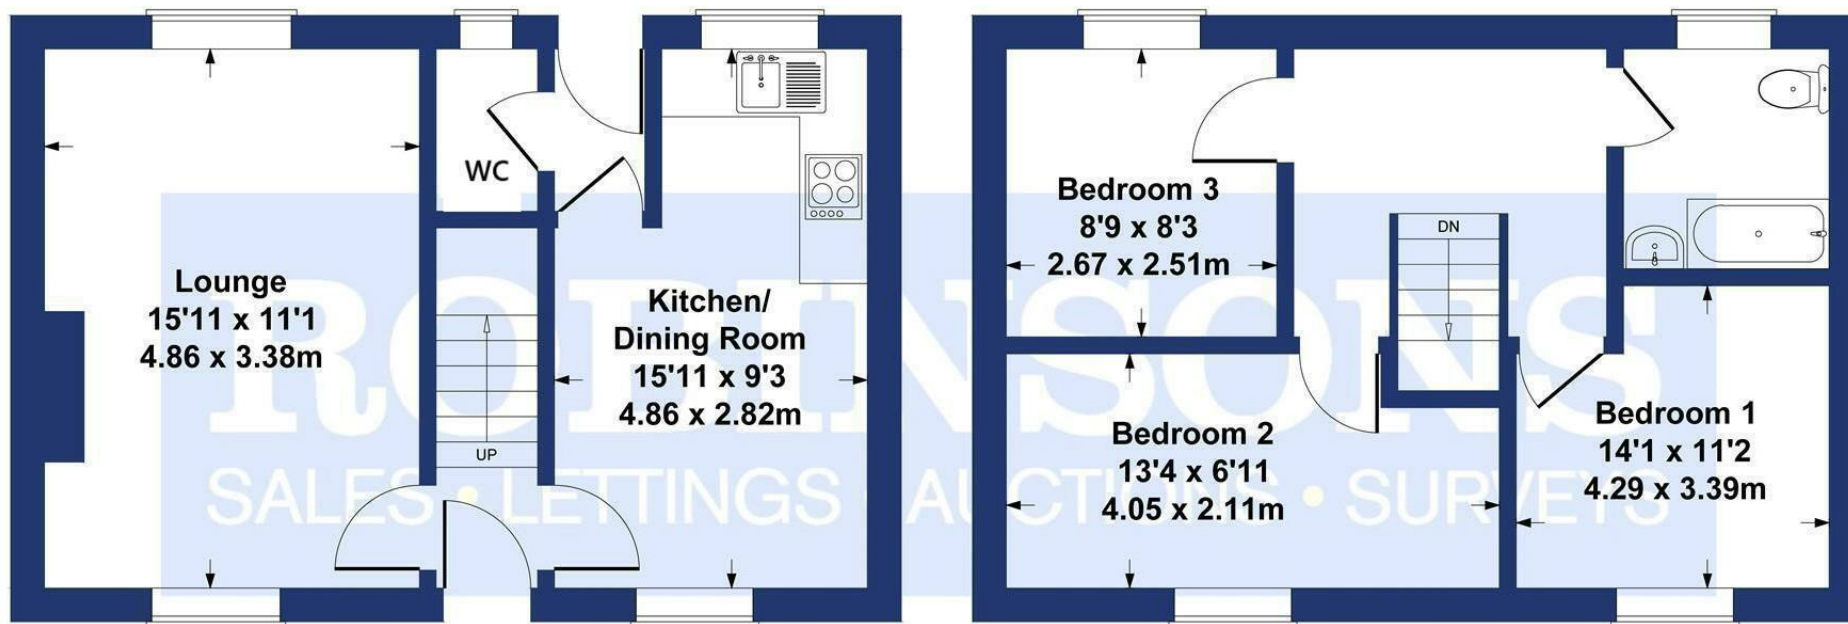 WC
Lounge
15'11 x 11'1
4.86 x 3.38m
Kitchen/
Dining Room
15'11 x 9'3
4.86 x 2.82m
UP
Bedroom 3
8'9 x 8'3
2.67 x 2.51m
DN
Bedroom 2
13'4 x 6'11
4.05 x 2.11m
Bedroom 1
14'1 x 11'2
4.29 x 3.39m
ROBINSONS
SALES • LETTINGS • AUCTIONS • SURVEYS